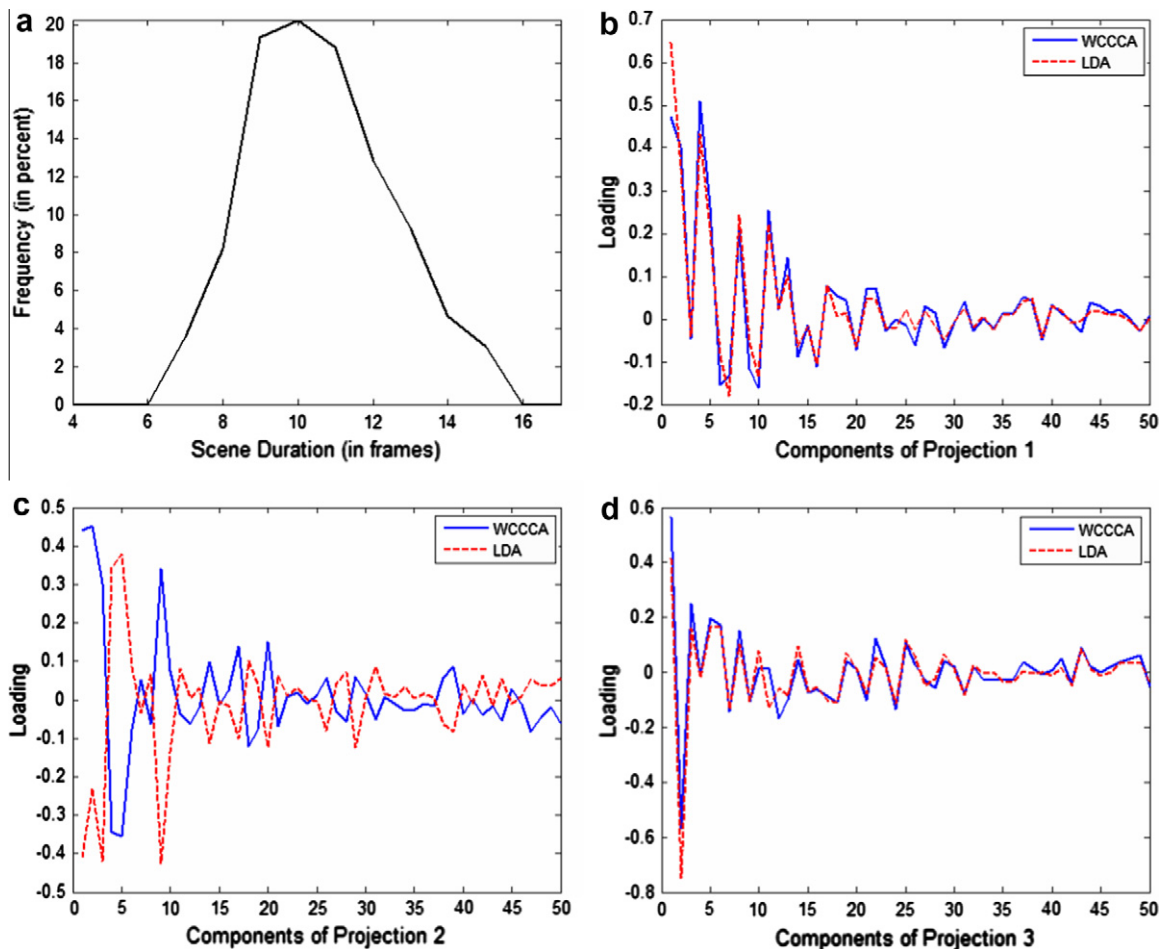 a
20
18
16
14
12
10
8
6
4
2
0
Frequency (in percent)
4 6 8 10 12 14 16
Scene Duration (in frames)
b
0.7
0.6
0.5
0.4
0.3
0.2
0.1
0
-0.1
-0.2
Loading
WCCCA
LDA
0 5 10 15 20 25 30 35 40 45 50
Components of Projection 1
c
0.5
0.4
0.3
0.2
0.1
0
-0.1
-0.2
-0.3
-0.4
-0.5
Loading
WCCCA
LDA
0 5 10 15 20 25 30 35 40 45 50
Components of Projection 2
d
0.6
0.4
0.2
0
-0.2
-0.4
-0.6
-0.8
Loading
WCCCA
LDA
0 5 10 15 20 25 30 35 40 45 50
Components of Projection 3